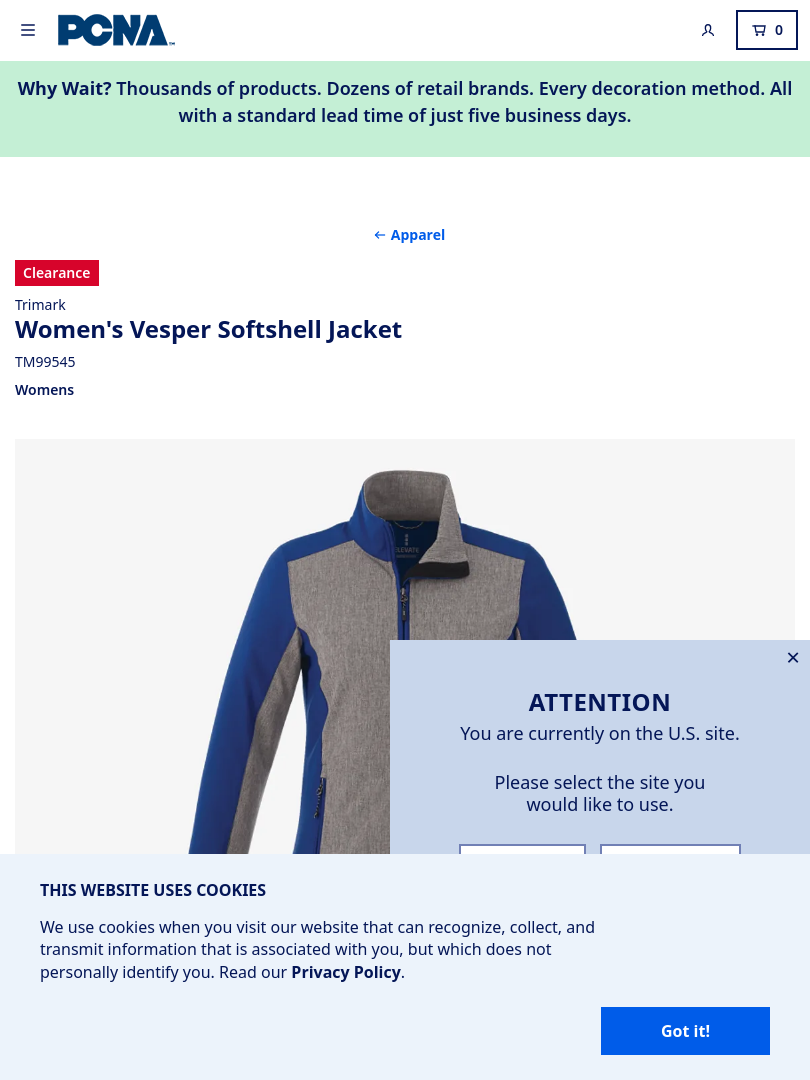 PCNA
0
Why Wait? Thousands of products. Dozens of retail brands. Every decoration method. All
with a standard lead time of just five business days.
Apparel
Clearance
Trimark
Women's Vesper Softshell Jacket
TM99545
Womens
ELEVATE
ATTENTION
You are currently on the U.S. site.
Please select the site you
would like to use.
THIS WEBSITE USES COOKIES
We use cookies when you visit our website that can recognize, collect, and
transmit information that is associated with you, but which does not
personally identify you. Read our Privacy Policy.
Got it!